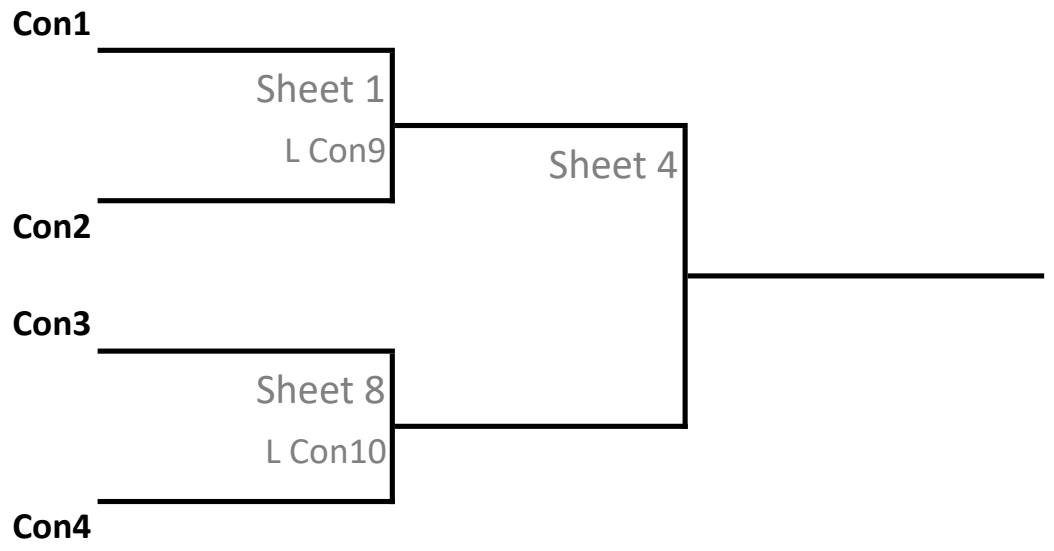 Con1
Sheet 1
L Con9
Sheet 4
Con2
Con3
Sheet 8
L Con10
Con4